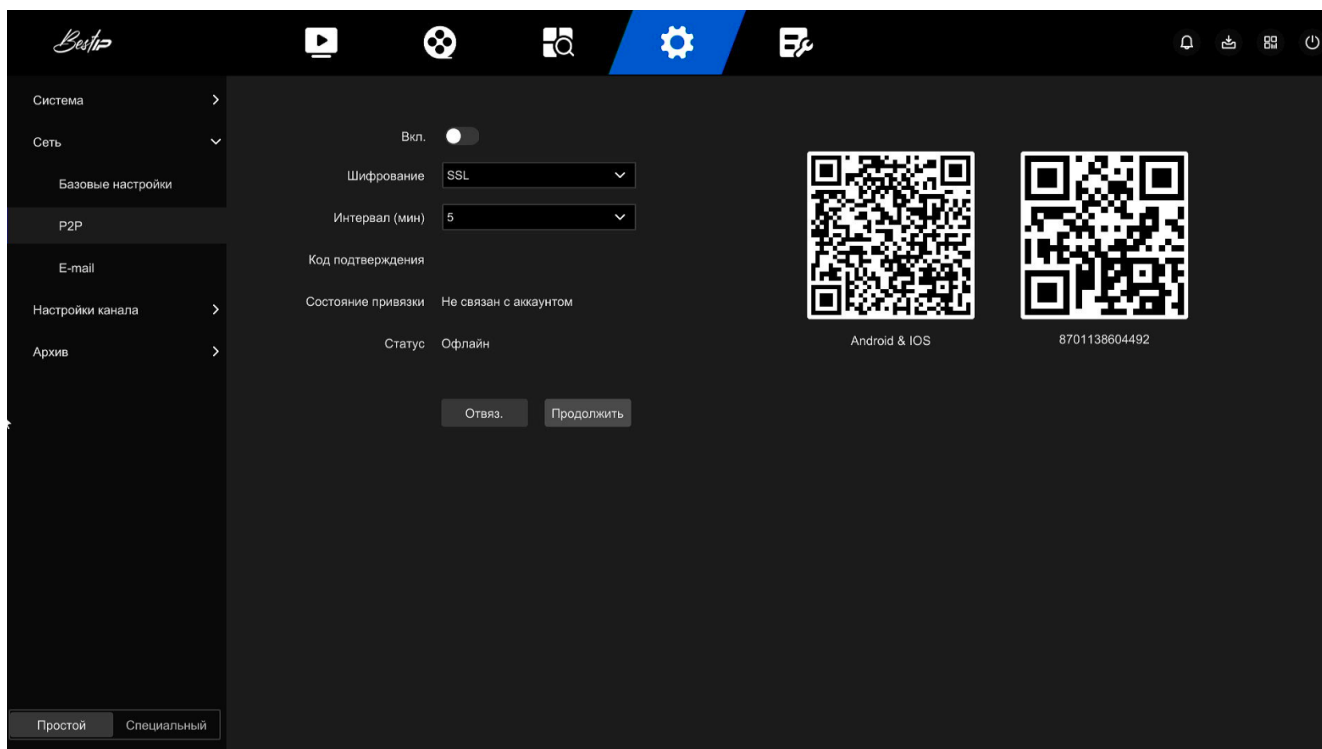 Bestip
Система
Сеть
Базовые настройки
P2P
E-mail
Настройки канала
Архив
Простой
Специальный
Вкл.
Шифрование SSL
Интервал (мин) 5
Код подтверждения
Состояние привязки Не связан с аккаунтом
Статус Офлайн
Отвяз. Продолжить
Android & IOS
8701138604492